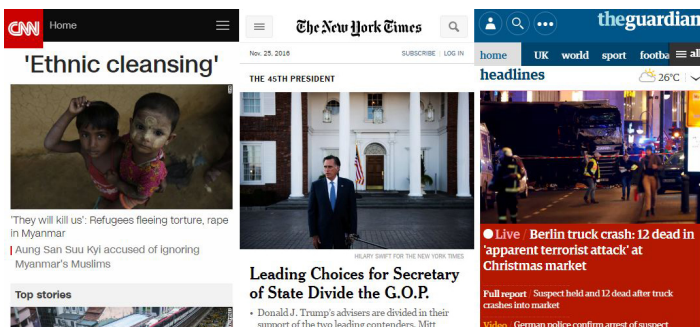 CNN Home
'Ethnic cleansing'
'They will kill us': Refugees fleeing torture, rape
in Myanmar
Aung San Suu Kyi accused of ignoring
Myanmar's Muslims
Top stories
The New York Times
Nov. 25, 2016 SUBSCRIBE LOG IN
THE 45TH PRESIDENT
HILARY SWIFT FOR THE NEW YORK TIMES
Leading Choices for Secretary
of State Divide the G.O.P.
• Donald J. Trump's advisers are divided in their
support of the two leading contenders, Mitt
theguardian
home UK world sport footba all
headlines 26°C
Live / Berlin truck crash: 12 dead in
'apparent terrorist attack' at
Christmas market
Full report / Suspect held and 12 dead after truck
crashes into market
Video German police confirm arrest of suspect